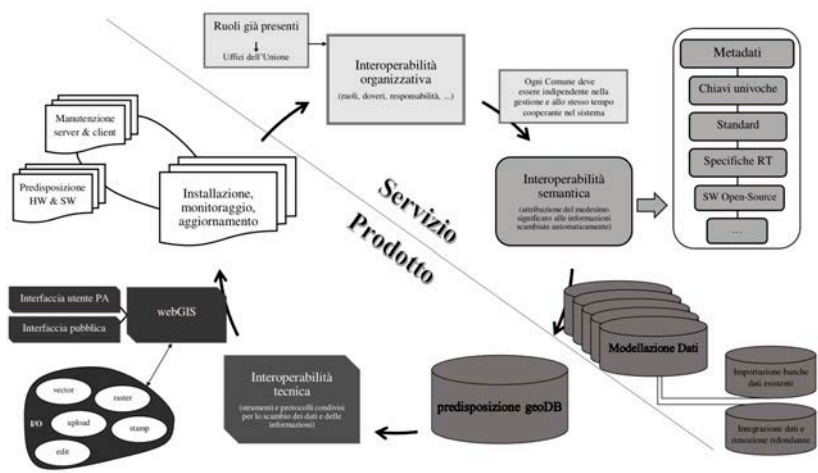 Ruoli già presenti
Uffici dell'Unione
Interoperabilità
organizzativa
(ruoli, doveri, responsabilità, ...)
Ogni Comune deve
essere indipendente nella
gestione e allo stesso tempo
cooperante nel sistema
Metadati
Chiavi univoche
Standard
Specifiche RT
SW Open-Source
...
Manutenzione
server & client
Predisposizione
HW & SW
Installazione,
monitoraggio,
aggiornamento
Interoperabilità
semantica
(attribuzione del medesimo
significato alle informazioni
scambiate automaticamente)
Servizio
Prodotto
Interfaccia utente PA
Interfaccia pubblica
webGIS
Interoperabilità
tecnica
(strumenti e protocolli condivisi
per lo scambio dei dati e delle
informazioni)
predisposizione geoDB
Modellazione Dati
Importazione banche
dati esistenti
Integrazione dati e
rimozione ridondanze
vector
raster
I/O
upload
stamp
edit